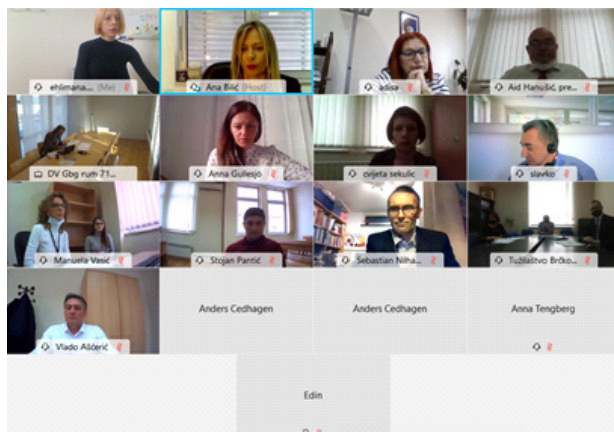 ehlimana.... (Me)
Ana Bilić (Host)
adisa
Aid Hanušić, pre...
DV Gbg rum 71...
Anna Gullesjö
cvijeta sekulic
slavko
Manuela Vasić
Stojan Pantić
Sebastian Nilha...
Tužilaštvo Brčko...
Vlado Ašćerić
Anders Cedhagen
Anders Cedhagen
Anna Tengberg
Edin